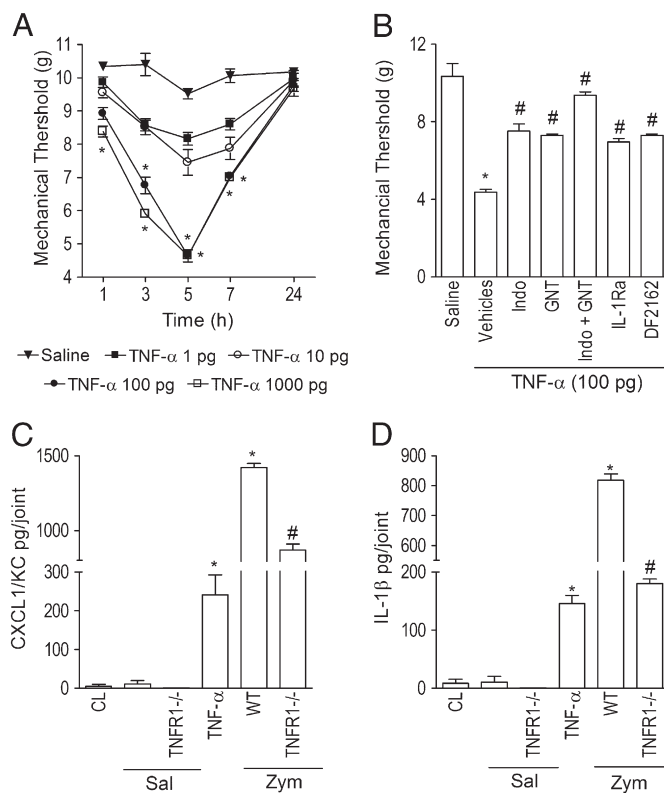 A
B
11
10
9
8
7
6
5
4
Mechanical Thershold (g)
* * * * * * * *
1 3 5 7 24
Time (h)
Saline TNF-α 1 pg TNF-α 10 pg
TNF-α 100 pg TNF-α 1000 pg
12
8
4
0
Mechancial Thershold (g)
* # # # # #
Saline Vehicles Indo GNT Indo + GNT IL-1Ra DF2162
TNF-α (100 pg)
C
D
1500
1000
300
200
100
0
CXCL1/KC pg/joint
* * #
CL TNFR1-/- TNF-α WT TNFR1-/-
Sal Zym
900
800
700
600
200
100
0
IL-1β pg/joint
* * #
CL TNFR1-/- TNF-α WT TNFR1-/-
Sal Zym